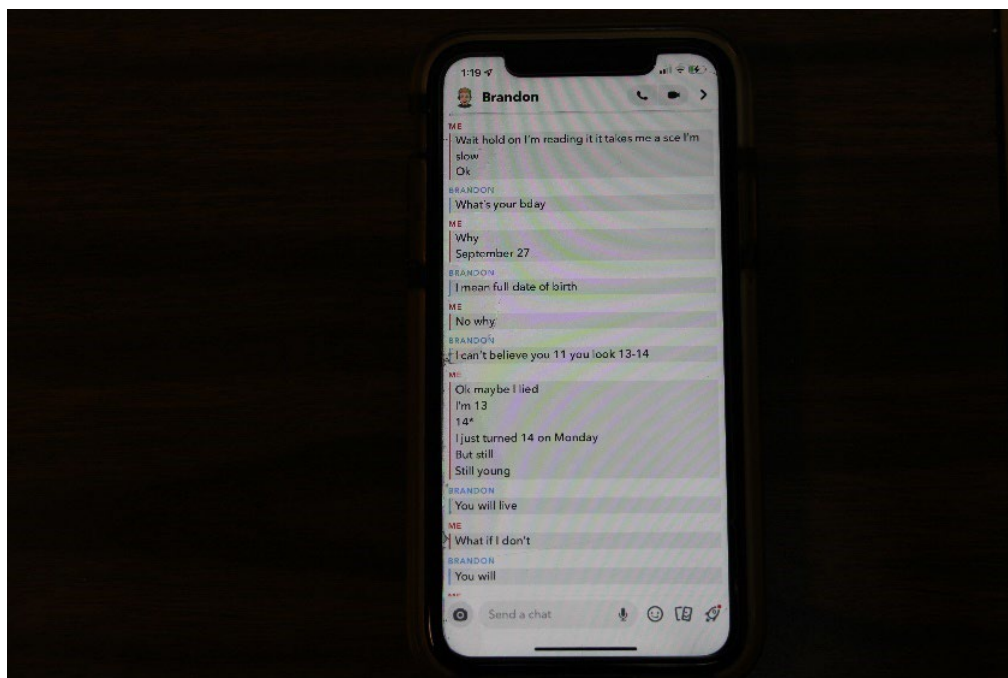 1:19
Brandon
ME
Wait hold on I'm reading it it takes me a sce I'm
slow
Ok
BRANDON
What's your bday
ME
Why
September 27
BRANDON
I mean full date of birth
ME
No why
BRANDON
I can't believe you 11 you look 13-14
ME
Ok maybe I lied
I'm 13
14*
I just turned 14 on Monday
But still
Still young
BRANDON
You will live
ME
What if I don't
BRANDON
You will
Send a chat